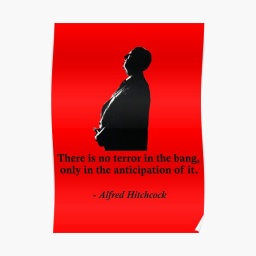 There is no terror in the bang,
only in the anticipation of it.
- Alfred Hitchcock